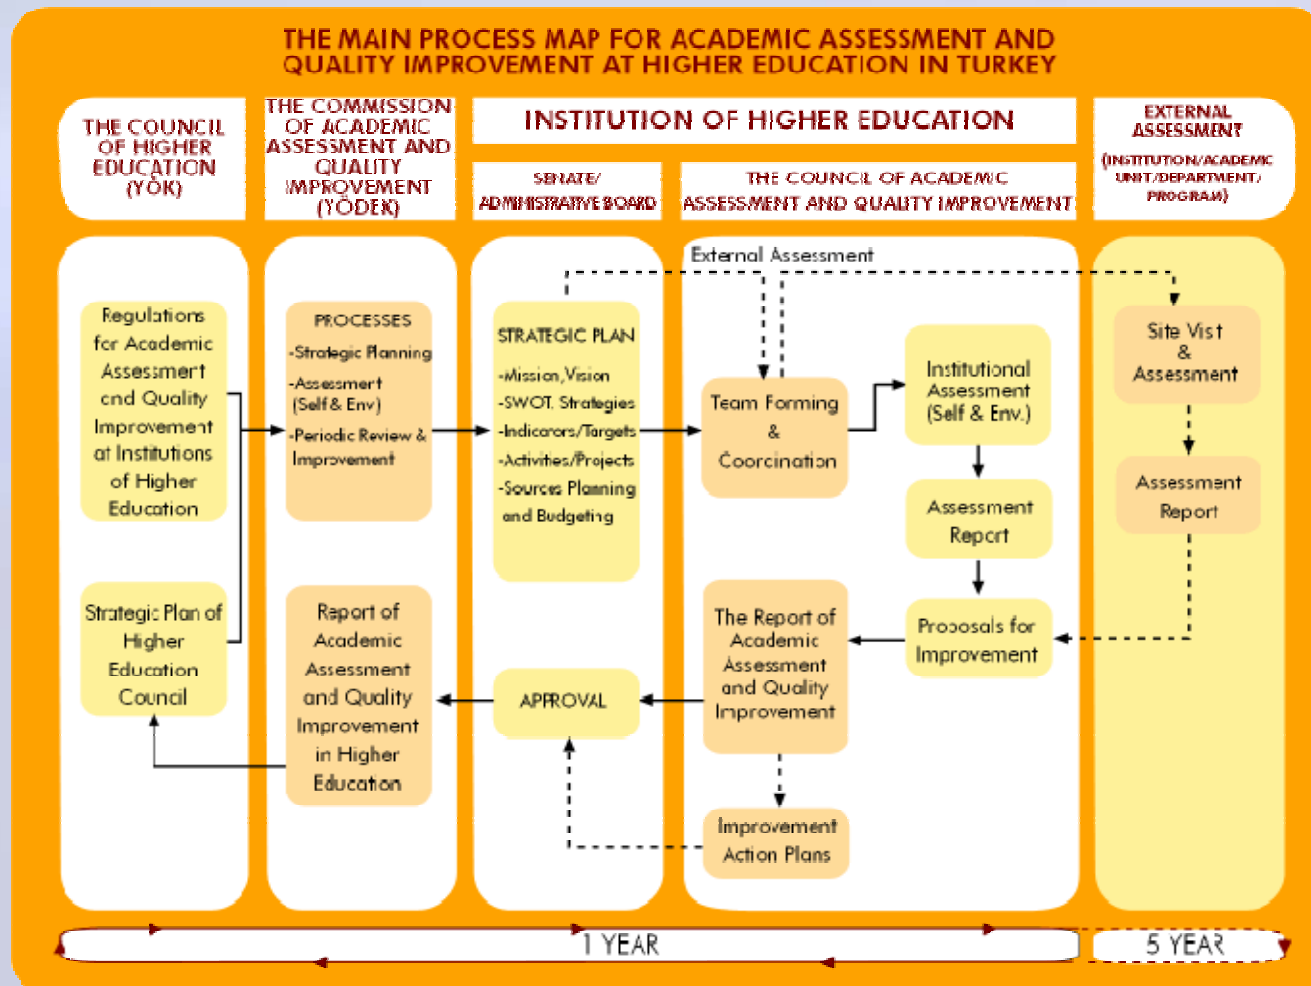 THE MAIN PROCESS MAP FOR ACADEMIC ASSESSMENT AND
QUALITY IMPROVEMENT AT HIGHER EDUCATION IN TURKEY
THE COUNCIL
OF HIGHER
EDUCATION
(YÖK)
THE COMMISSION
OF ACADEMIC
ASSESSMENT AND
QUALITY
IMPROVEMENT
(YÖDEK)
INSTITUTION OF HIGHER EDUCATION
SENATE/
ADMINISTRATIVE BOARD
THE COUNCIL OF ACADEMIC
ASSESSMENT AND QUALITY IMPROVEMENT
EXTERNAL
ASSESSMENT
(INSTITUTION/ACADEMIC
UNIT/DEPARTMENT/
PROGRAM)
Regulations
for Academic
Assessment
and Quality
Improvement
at Institutions
of Higher
Education
Strategic Plan of
Higher
Education
Council
PROCESSES
-Strategic Planning
-Assessment
(Self & Env)
-Periodic Review &
Improvement
Report of
Academic
Assessment
and Quality
Improvement
in Higher
Education
STRATEGIC PLAN
-Mission,Vision
-SWOT, Strategies
-Indicators/Targets
-Activities/Projects
-Sources Planning
and Budgeting
APPROVAL
External Assessment
Team Forming
&
Coorcination
Institutional
Assessment
(Self & Env.)
Assessment
Report
Proposals for
Improvement
The Report of
Academic
Assessment
and Quality
Improvement
Improvement
Action Plans
Site Vist
&
Assessment
Assessment
Report
1 YEAR
5 YEAR